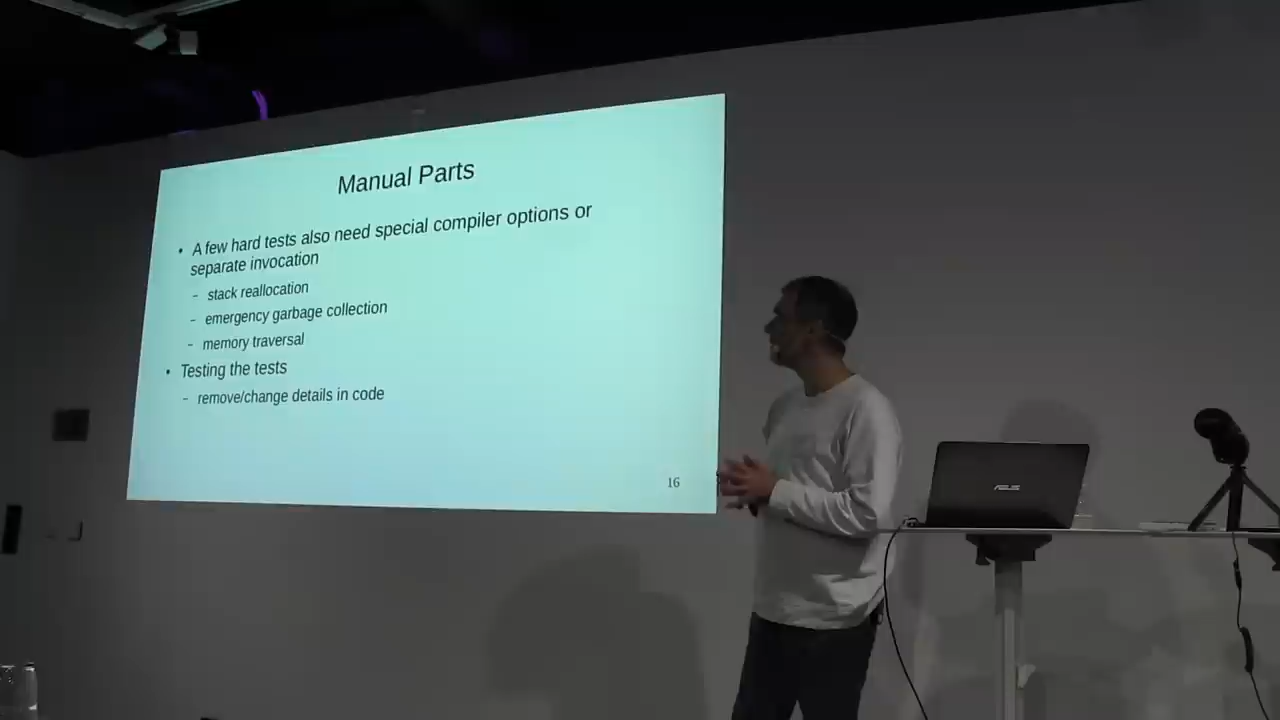 Manual Parts
• A few hard tests also need special compiler options or
separate invocation
– stack reallocation
– emergency garbage collection
– memory traversal
• Testing the tests
– remove/change details in code
16
ASUS